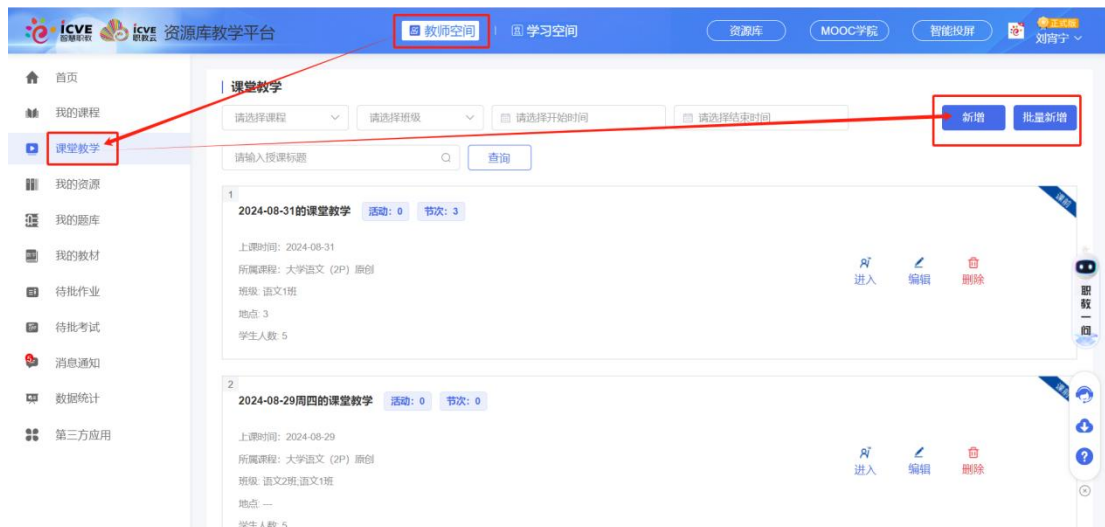 icve 智慧职教 icve 职教云 资源库教学平台 教师空间 学习空间 资源库 MOOC学院 智能投屏 正式版 刘宵宁
首页
我的课程
课堂教学
我的资源
我的题库
我的教材
待批作业
待批考试
消息通知
数据统计
第三方应用
课堂教学
请选择课程 请选择班级 请选择开始时间 请选择结束时间 新增 批量新增
请输入授课标题 查询
1
2024-08-31的课堂教学 活动: 0 节次: 3 课前
上课时间: 2024-08-31
所属课程: 大学语文 (2P) 原创
班级: 语文1班
地点: 3
学生人数: 5
进入 编辑 删除
2
2024-08-29周四的课堂教学 活动: 0 节次: 0 课前
上课时间: 2024-08-29
所属课程: 大学语文 (2P) 原创
班级: 语文2班,语文1班
地点: —
学生人数: 5
进入 编辑 删除
职教一问